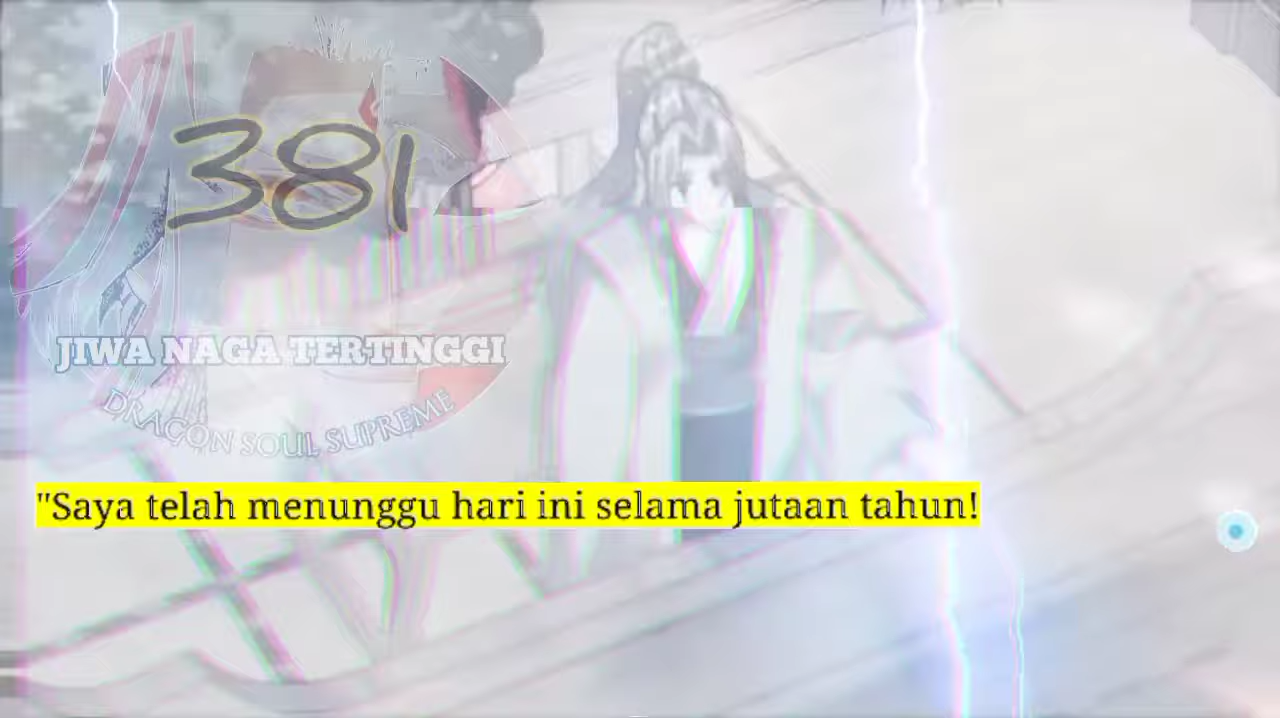 381
JIWA NAGA TERTINGGI
DRAGON SOUL SUPREME
"Saya telah menunggu hari ini selama jutaan tahun!